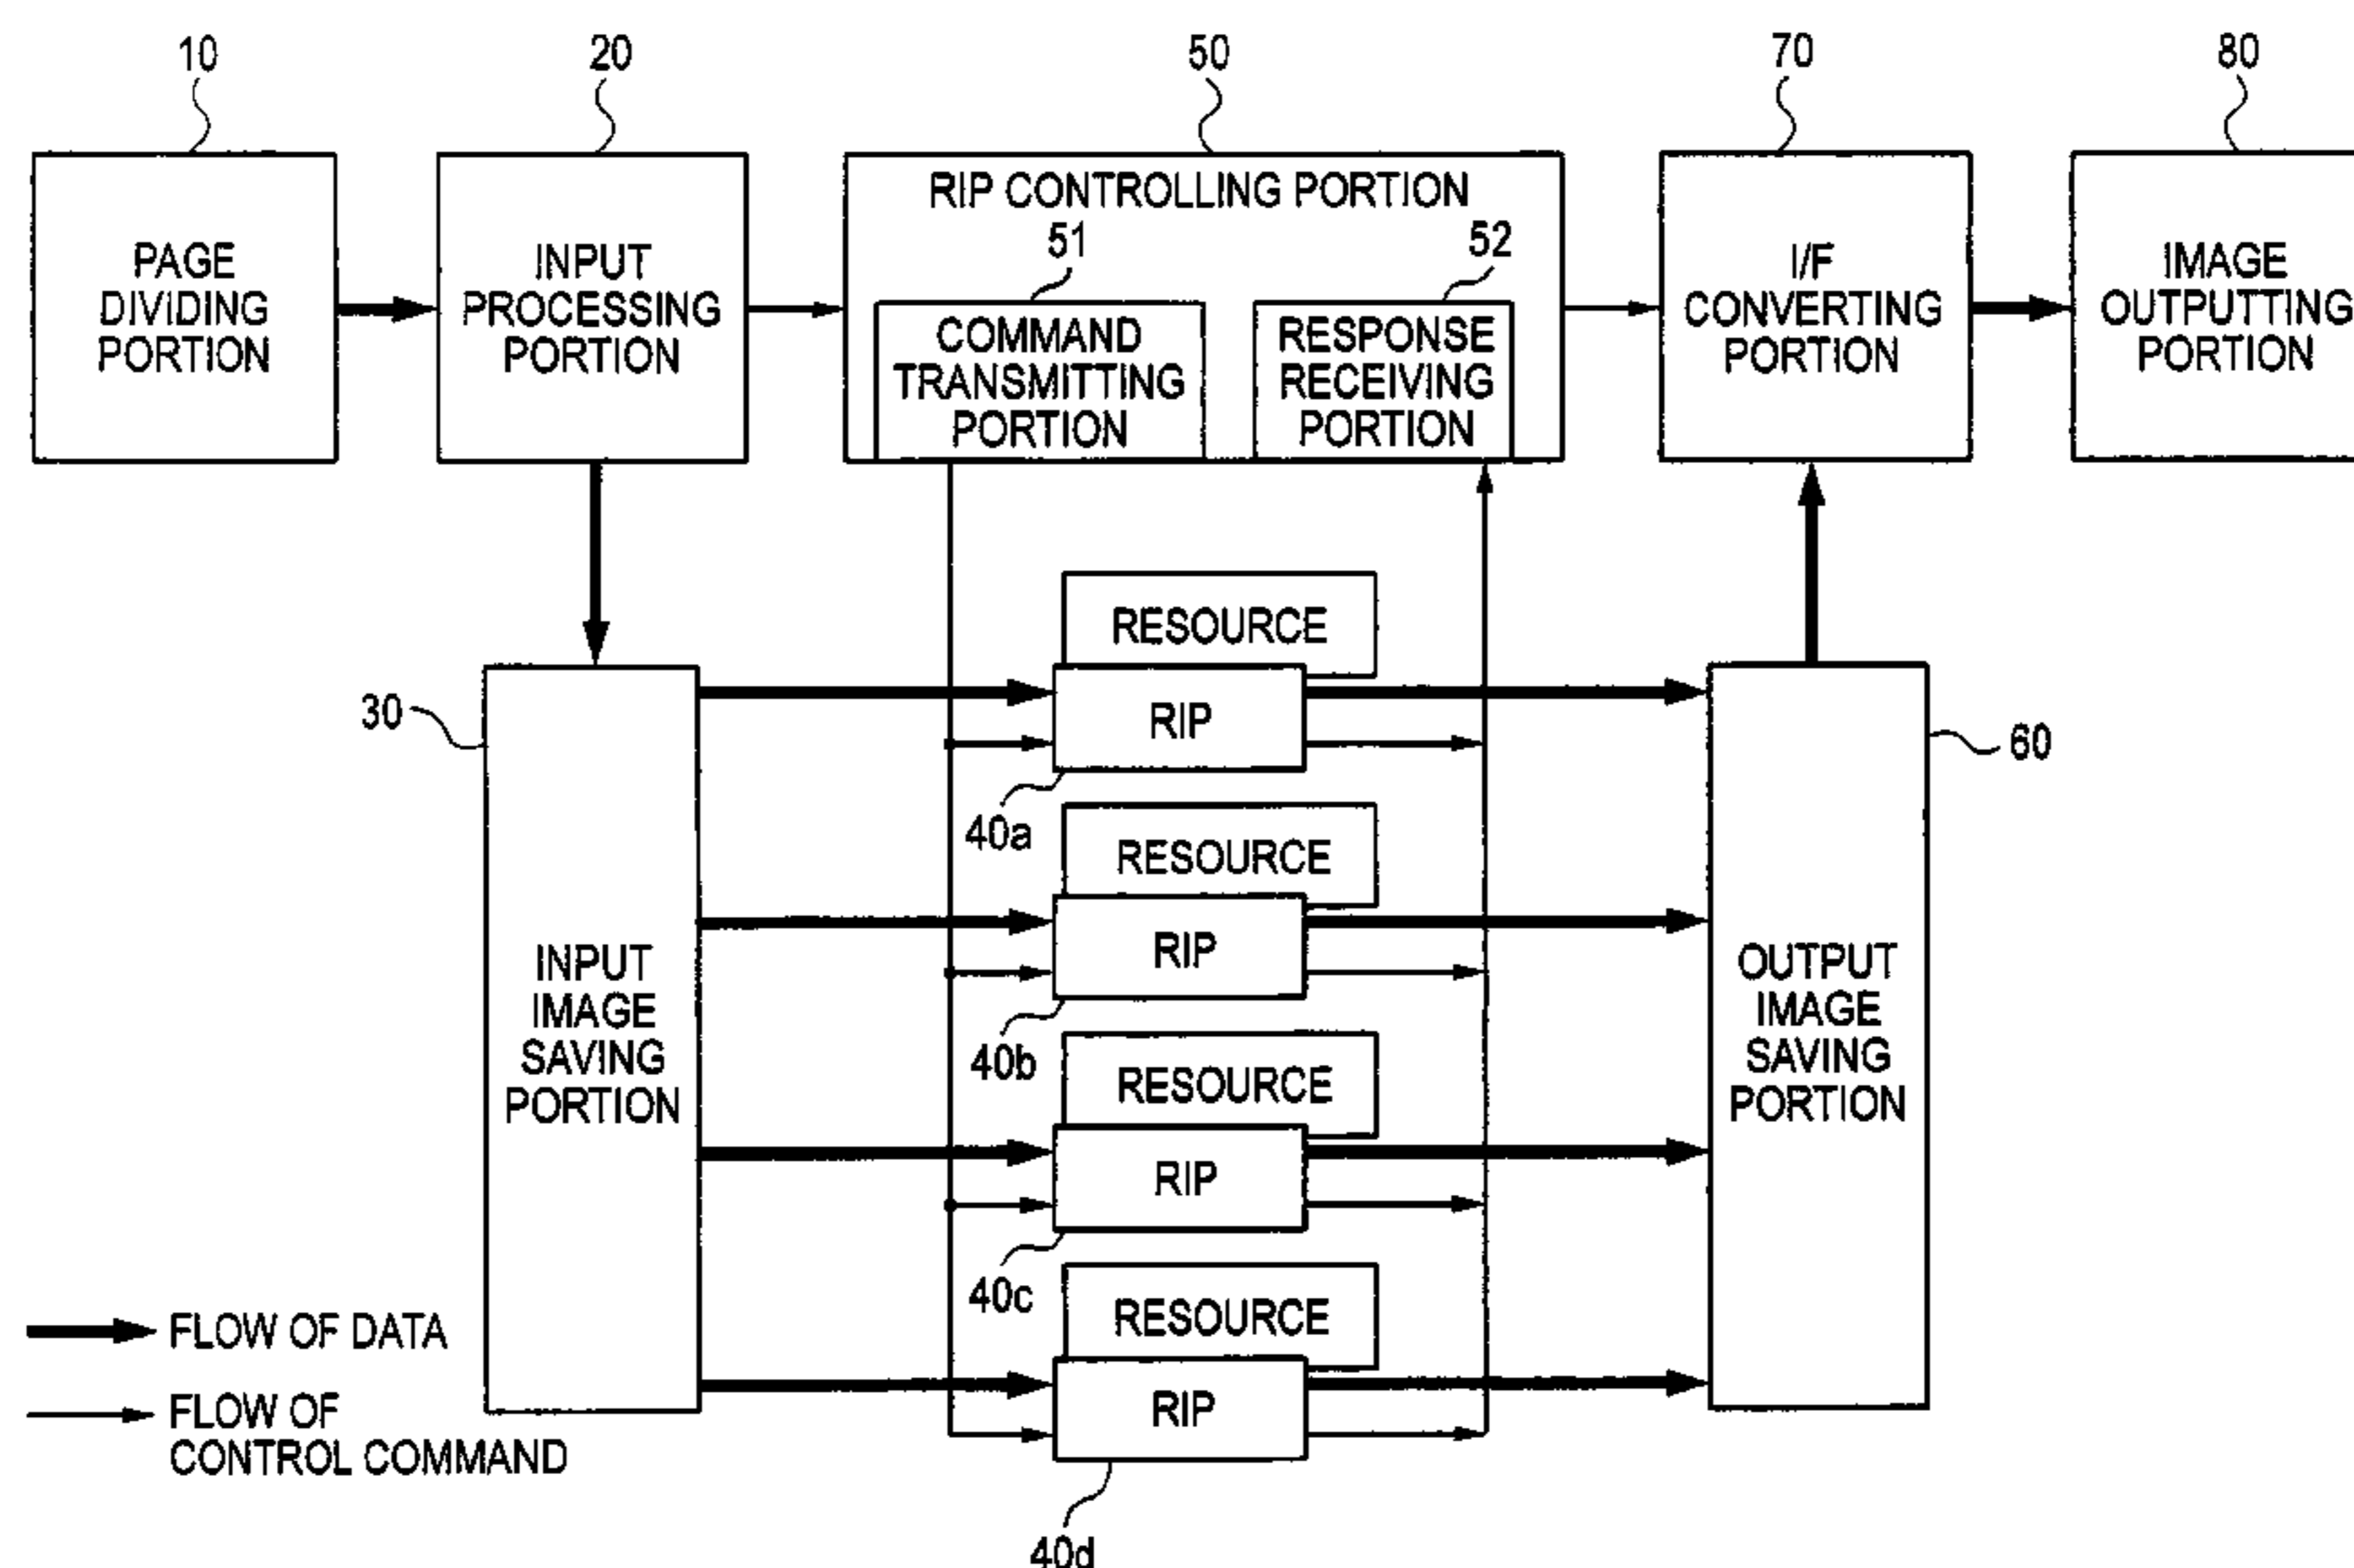 10
20
50
70
80
PAGE
DIVIDING
PORTION
INPUT
PROCESSING
PORTION
RIP CONTROLLING PORTION
51
52
COMMAND
TRANSMITTING
PORTION
RESPONSE
RECEIVING
PORTION
I/F
CONVERTING
PORTION
IMAGE
OUTPUTTING
PORTION
30
INPUT
IMAGE
SAVING
PORTION
RESOURCE
RIP
40a
RESOURCE
RIP
40b
RESOURCE
RIP
40c
RESOURCE
RIP
40d
60
OUTPUT
IMAGE
SAVING
PORTION
FLOW OF DATA
FLOW OF
CONTROL COMMAND